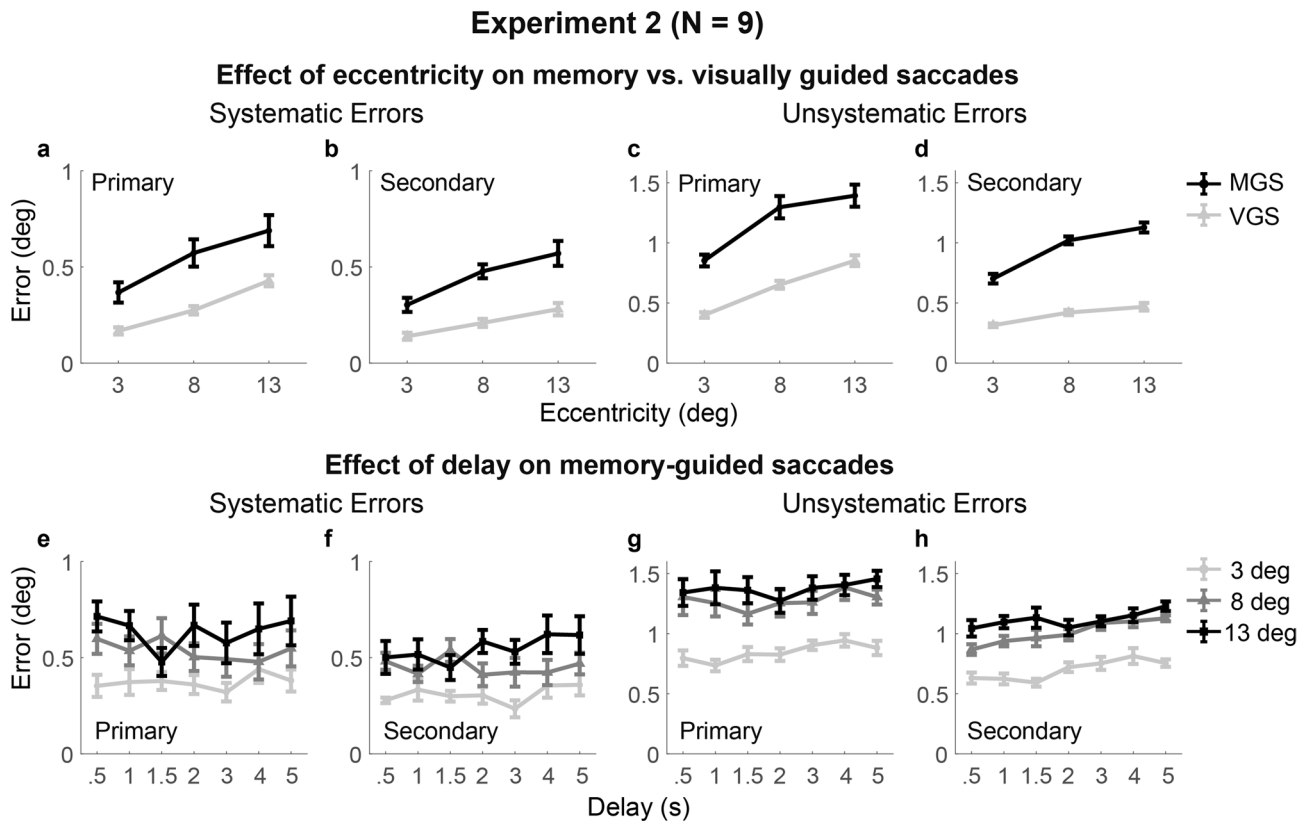 Experiment 2 (N = 9)
Effect of eccentricity on memory vs. visually guided saccades
Systematic Errors
Unsystematic Errors
a
b
c
d
Primary
Secondary
Primary
Secondary
MGS
VGS
Error (deg)
1
0.5
0
3 8 13
1
0.5
0
3 8 13
1.5
1
0.5
0
3 8 13
1.5
1
0.5
0
3 8 13
Eccentricity (deg)
Effect of delay on memory-guided saccades
Systematic Errors
Unsystematic Errors
e
f
g
h
Error (deg)
1
0.5
0
Primary
.5 1 1.5 2 3 4 5
1
0.5
0
Secondary
.5 1 1.5 2 3 4 5
1.5
1
0.5
0
Primary
.5 1 1.5 2 3 4 5
1.5
1
0.5
0
Secondary
.5 1 1.5 2 3 4 5
3 deg
8 deg
13 deg
Delay (s)